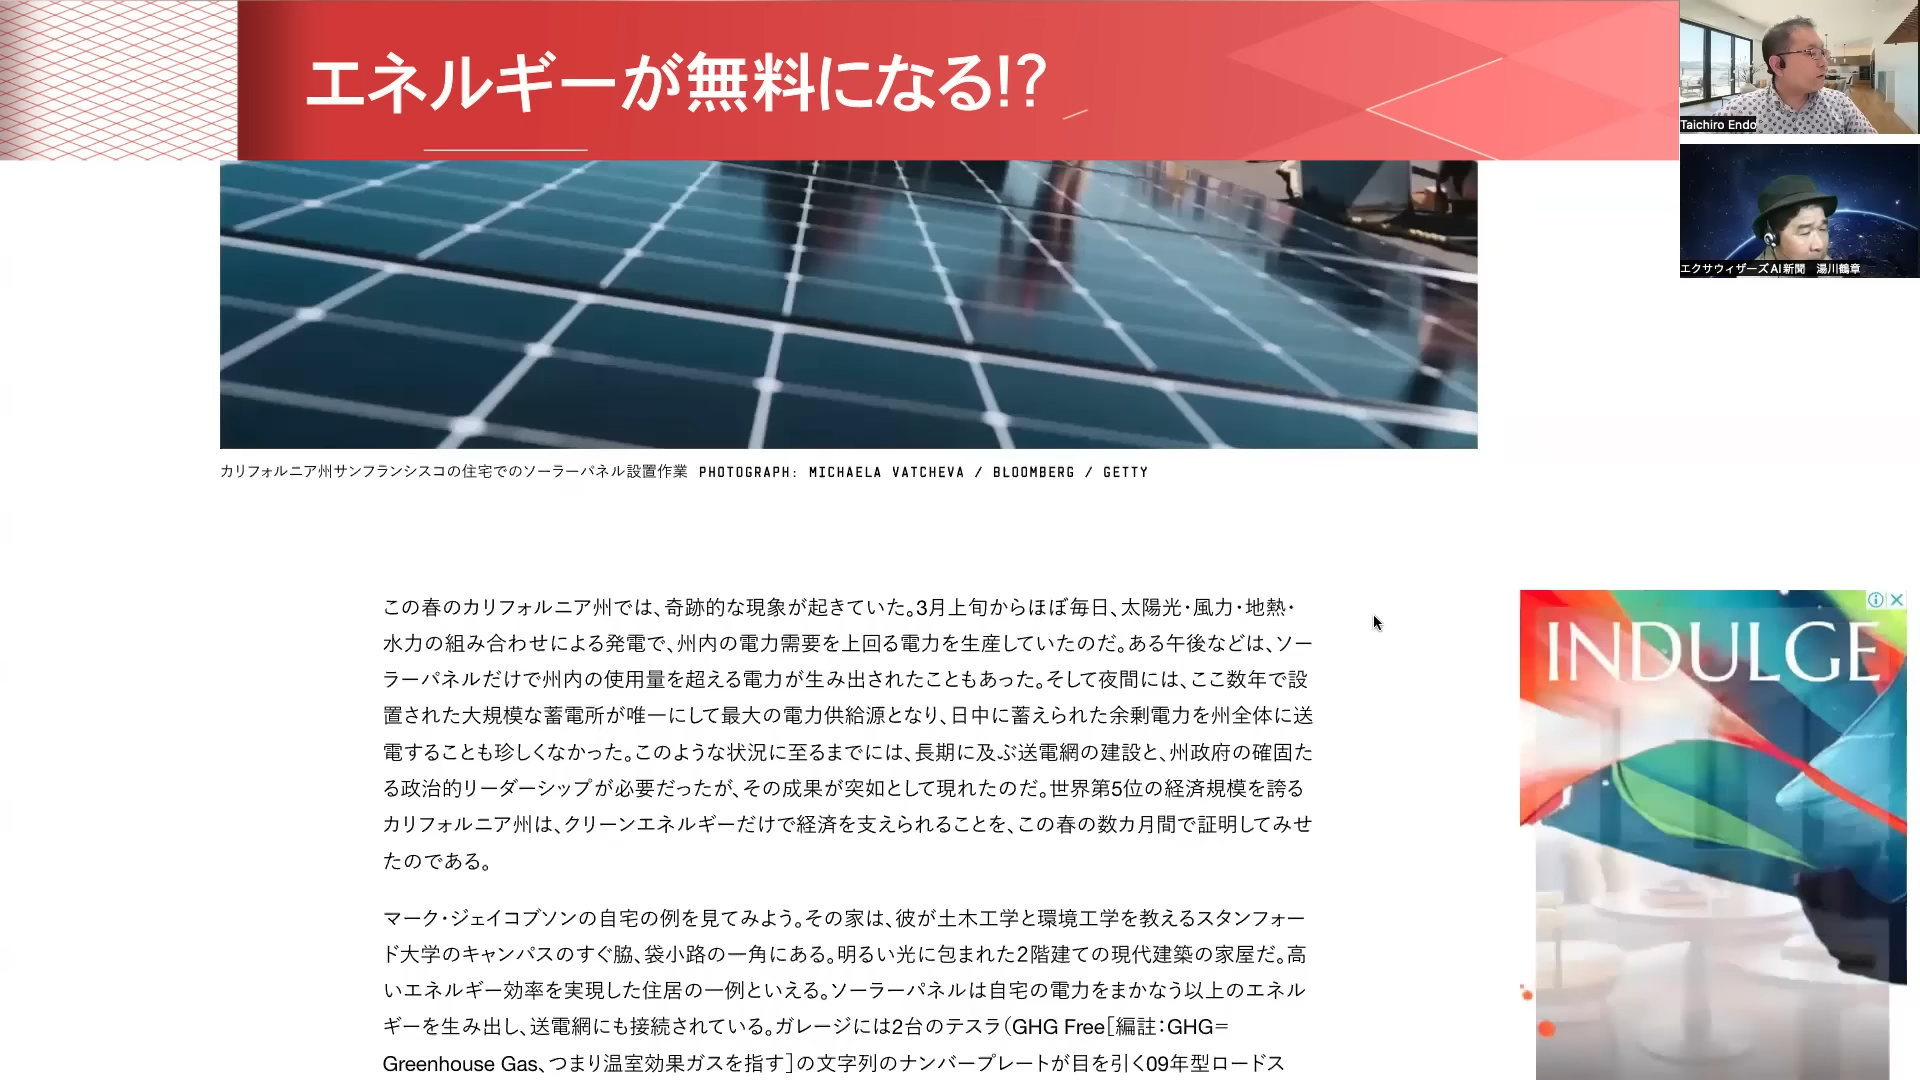 エネルギーが無料になる!?
Taichiro Endo
エクサウィザーズAI新聞　湯川鶴章
カリフォルニア州サンフランシスコの住宅でのソーラーパネル設置作業 PHOTOGRAPH: MICHAELA VATCHEVA / BLOOMBERG / GETTY
この春のカリフォルニア州では、奇跡的な現象が起きていた。3月上旬からほぼ毎日、太陽光・風力・地熱・
水力の組み合わせによる発電で、州内の電力需要を上回る電力を生産していたのだ。ある午後などは、ソー
ラーパネルだけで州内の使用量を超える電力が生み出されたこともあった。そして夜間には、ここ数年で設
置された大規模な蓄電所が唯一にして最大の電力供給源となり、日中に蓄えられた余剰電力を州全体に送
電することも珍しくなかった。このような状況に至るまでには、長期に及ぶ送電網の建設と、州政府の確固た
る政治的リーダーシップが必要だったが、その成果が突如として現れたのだ。世界第5位の経済規模を誇る
カリフォルニア州は、クリーンエネルギーだけで経済を支えられることを、この春の数カ月間で証明してみせ
たのである。
マーク・ジェイコブソンの自宅の例を見てみよう。その家は、彼が土木工学と環境工学を教えるスタンフォー
ド大学のキャンパスのすぐ脇、袋小路の一角にある。明るい光に包まれた2階建ての現代建築の家屋だ。高
いエネルギー効率を実現した住居の一例といえる。ソーラーパネルは自宅の電力をまかなう以上のエネル
ギーを生み出し、送電網にも接続されている。ガレージには2台のテスラ（GHG Free［編註：GHG＝
Greenhouse Gas、つまり温室効果ガスを指す］の文字列のナンバープレートが目を引く09年型ロードス
INDULGE